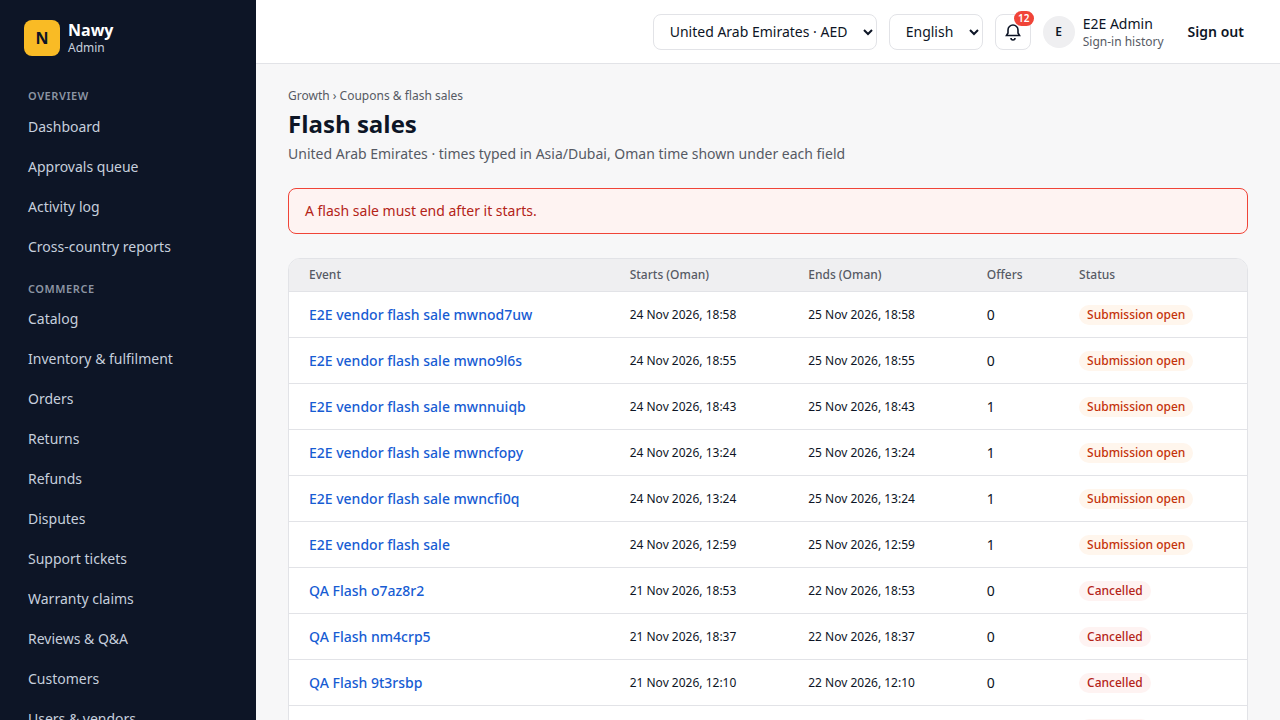 N
Nawy
Admin
OVERVIEW
Dashboard
Approvals queue
Activity log
Cross-country reports
COMMERCE
Catalog
Inventory & fulfilment
Orders
Returns
Refunds
Disputes
Support tickets
Warranty claims
Reviews & Q&A
Customers
Users & vendors
United Arab Emirates · AED
English
12
E
E2E Admin
Sign-in history
Sign out
Growth › Coupons & flash sales
Flash sales
United Arab Emirates · times typed in Asia/Dubai, Oman time shown under each field
A flash sale must end after it starts.
Event Starts (Oman) Ends (Oman) Offers Status
E2E vendor flash sale mwnod7uw 24 Nov 2026, 18:58 25 Nov 2026, 18:58 0 Submission open
E2E vendor flash sale mwno9l6s 24 Nov 2026, 18:55 25 Nov 2026, 18:55 0 Submission open
E2E vendor flash sale mwnnuiqb 24 Nov 2026, 18:43 25 Nov 2026, 18:43 1 Submission open
E2E vendor flash sale mwncfopy 24 Nov 2026, 13:24 25 Nov 2026, 13:24 1 Submission open
E2E vendor flash sale mwncfi0q 24 Nov 2026, 13:24 25 Nov 2026, 13:24 1 Submission open
E2E vendor flash sale 24 Nov 2026, 12:59 25 Nov 2026, 12:59 1 Submission open
QA Flash o7az8r2 21 Nov 2026, 18:53 22 Nov 2026, 18:53 0 Cancelled
QA Flash nm4crp5 21 Nov 2026, 18:37 22 Nov 2026, 18:37 0 Cancelled
QA Flash 9t3rsbp 21 Nov 2026, 12:10 22 Nov 2026, 12:10 0 Cancelled